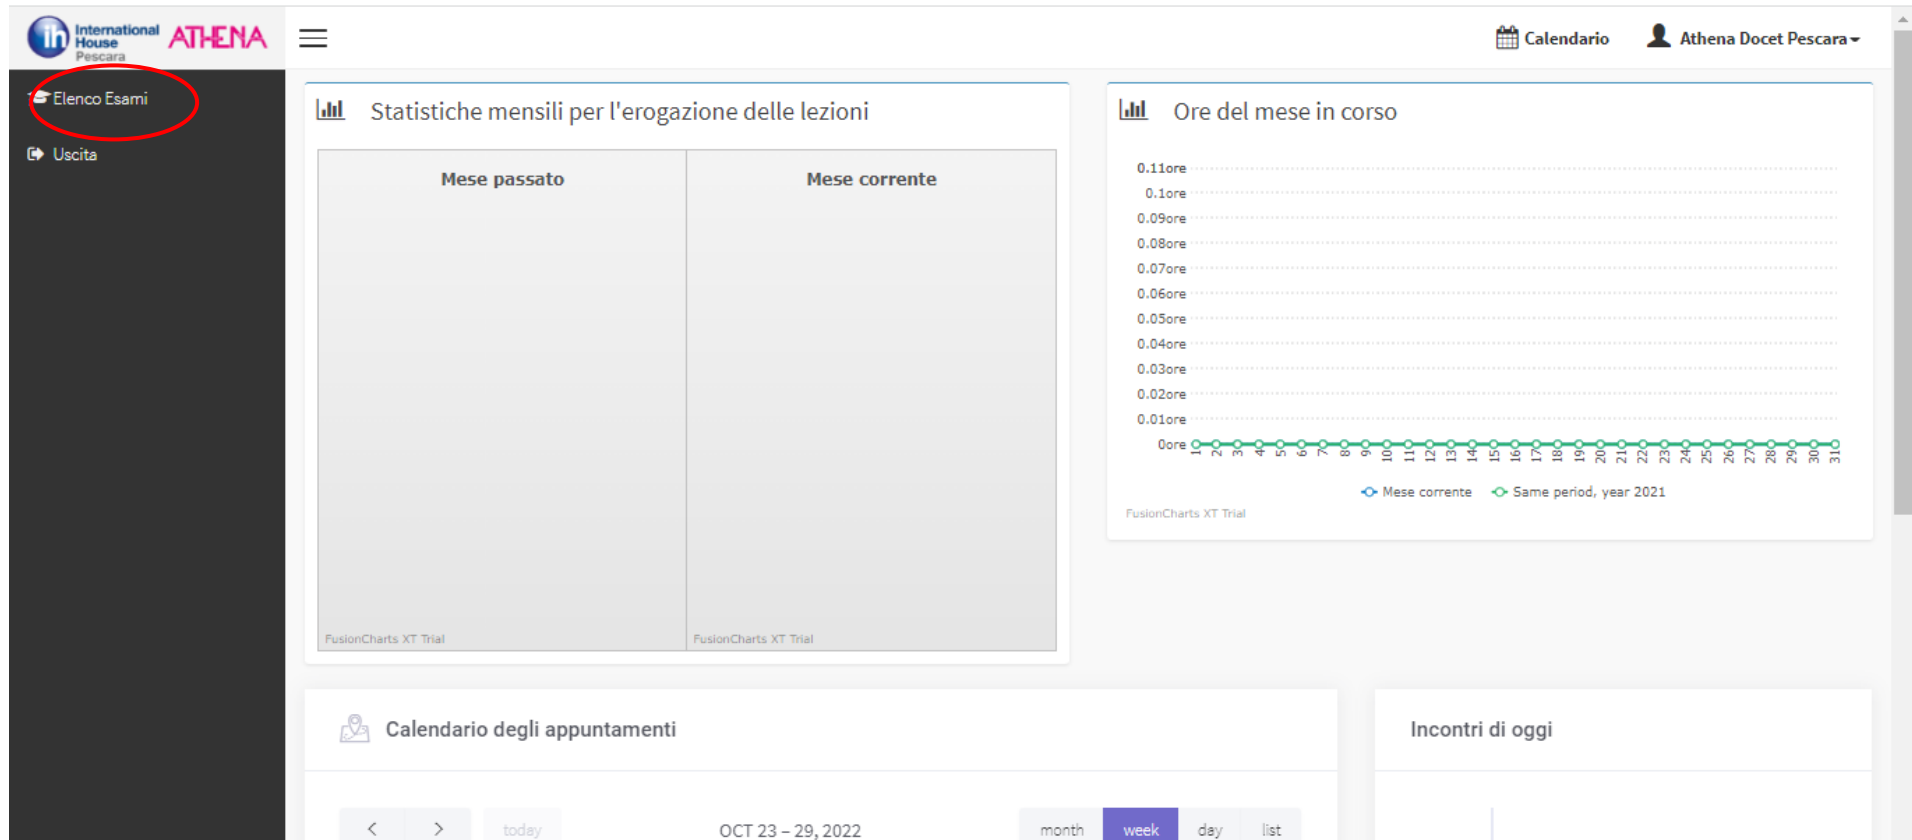 ih International House Pescara ATHENA
Calendario
Athena Docet Pescara
Elenco Esami
Uscita
Statistiche mensili per l'erogazione delle lezioni
Mese passato
Mese corrente
FusionCharts XT Trial
FusionCharts XT Trial
Ore del mese in corso
0.11ore
0.1ore
0.09ore
0.08ore
0.07ore
0.06ore
0.05ore
0.04ore
0.03ore
0.02ore
0.01ore
0ore
1 2 3 4 5 6 7 8 9 10 11 12 13 14 15 16 17 18 19 20 21 22 23 24 25 26 27 28 29 30 31
Mese corrente Same period, year 2021
FusionCharts XT Trial
Calendario degli appuntamenti
< > today
OCT 23 – 29, 2022
month week day list
Incontri di oggi